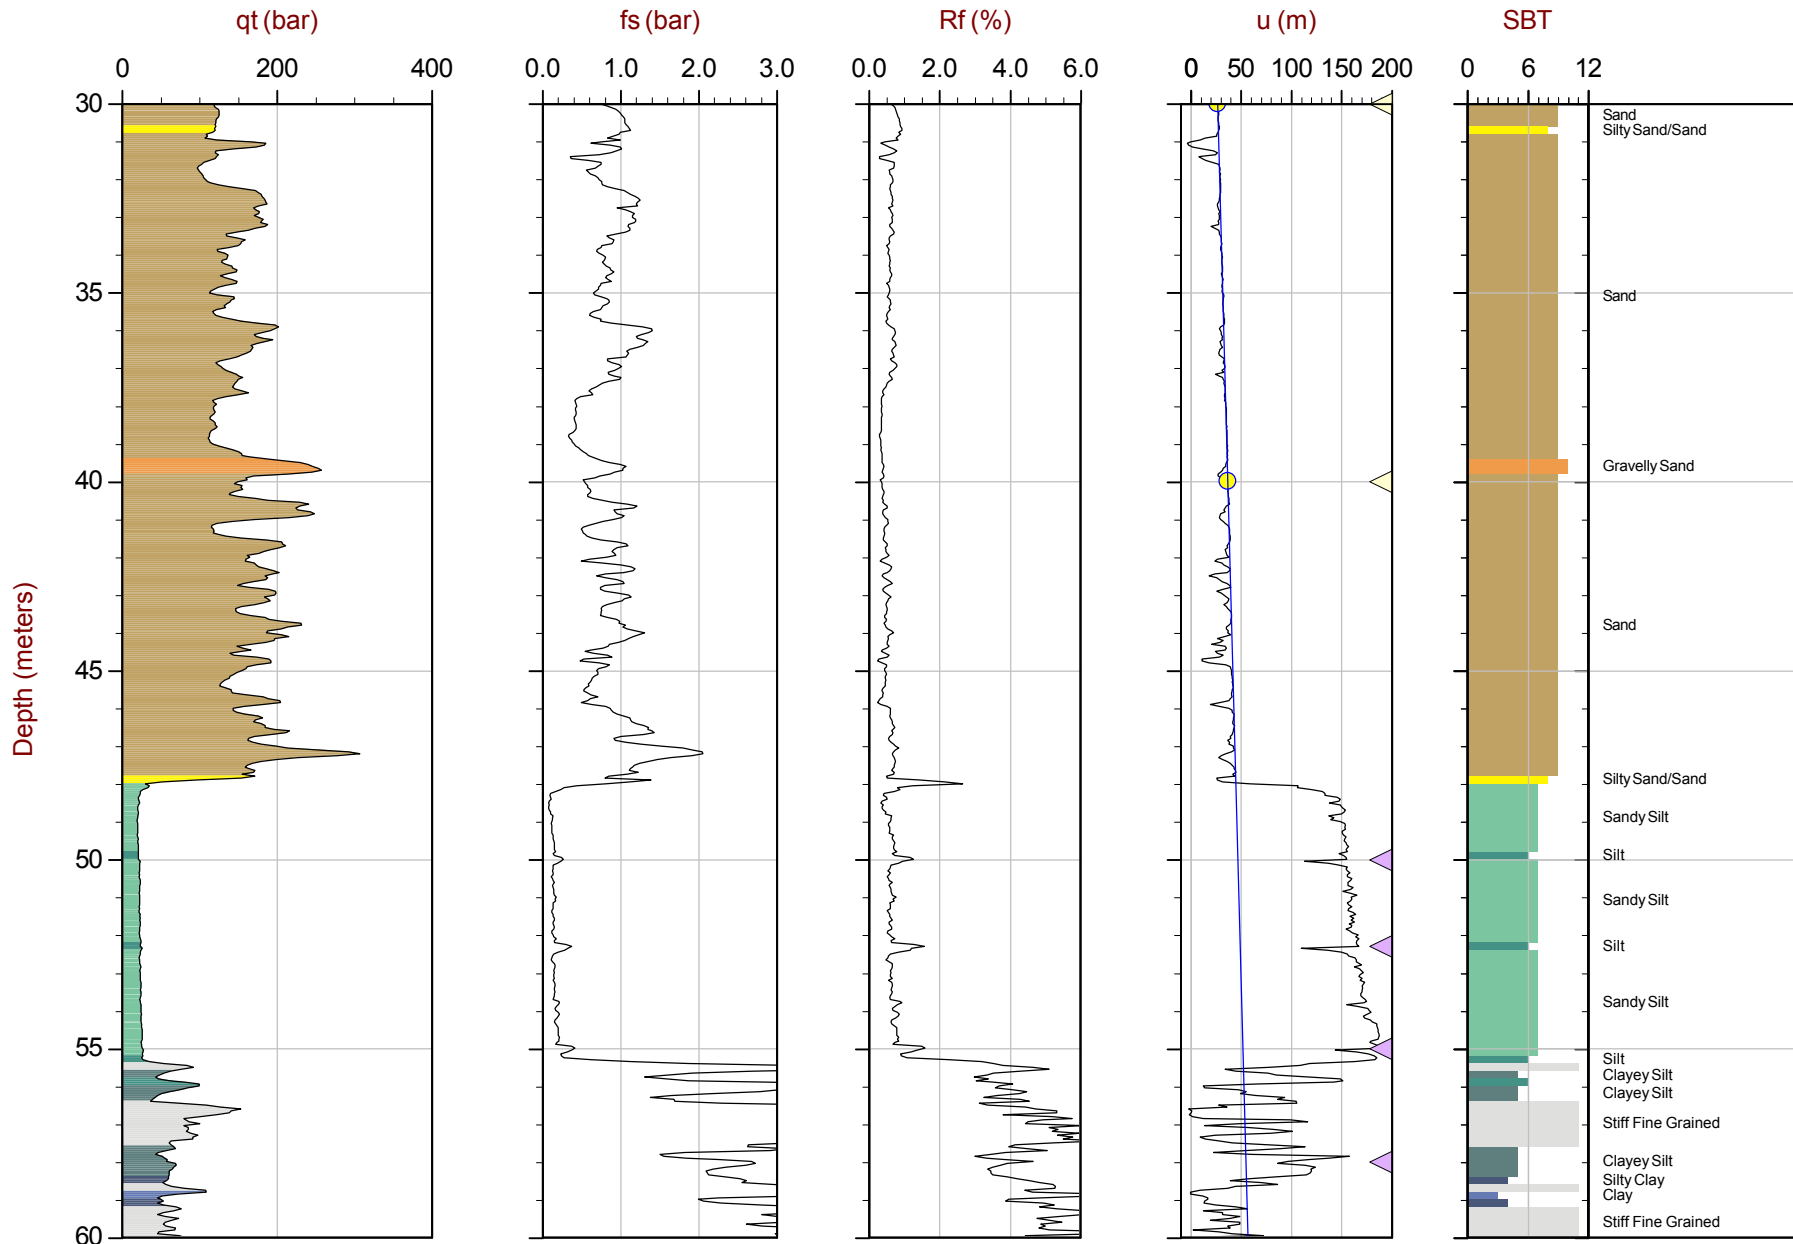 qt (bar) fs (bar) Rf (%) u (m) SBT
0 200 400 0.0 1.0 2.0 3.0 0.0 2.0 4.0 6.0 0 50 100 150 200 0 6 12
30
35
40
45
50
55
60
Depth (meters)
Sand
Silty Sand/Sand
Sand
Gravelly Sand
Sand
Silty Sand/Sand
Sandy Silt
Silt
Sandy Silt
Silt
Sandy Silt
Silt
Clayey Silt
Clayey Silt
Stiff Fine Grained
Clayey Silt
Silty Clay
Clay
Stiff Fine Grained